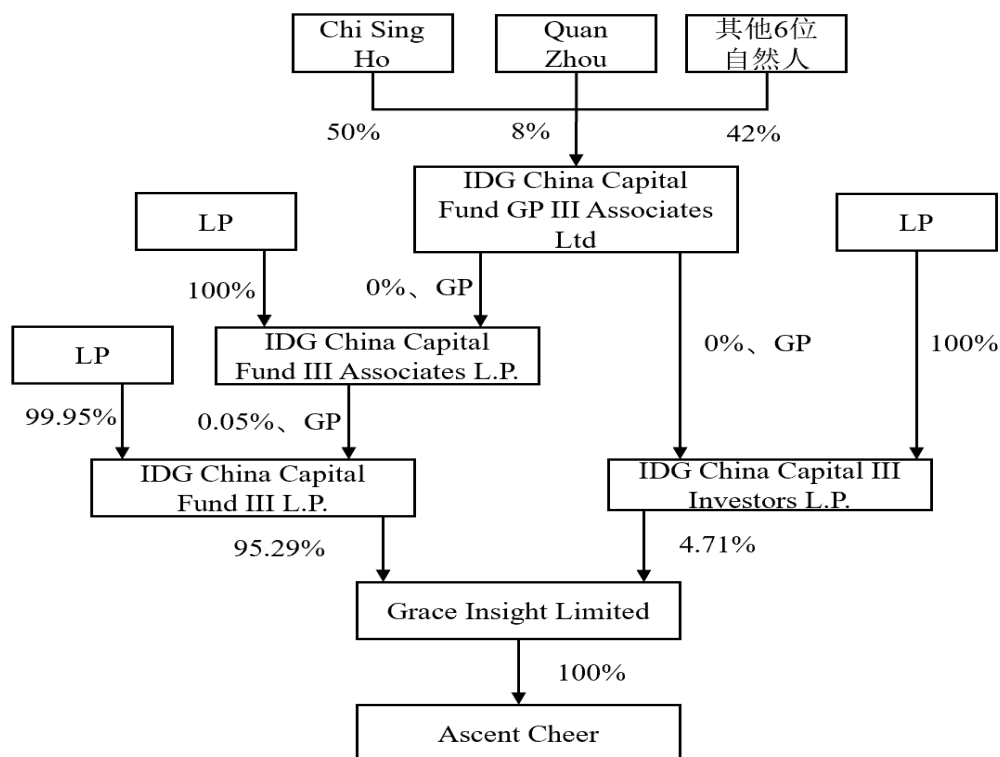 Chi Sing
Ho
Quan
Zhou
其他6位
自然人
50%
8%
42%
IDG China Capital
Fund GP III Associates
Ltd
LP
LP
100%
0%、GP
LP
IDG China Capital
Fund III Associates L.P.
0%、GP
100%
99.95%
0.05%、GP
IDG China Capital
Fund III L.P.
IDG China Capital III
Investors L.P.
95.29%
4.71%
Grace Insight Limited
100%
Ascent Cheer